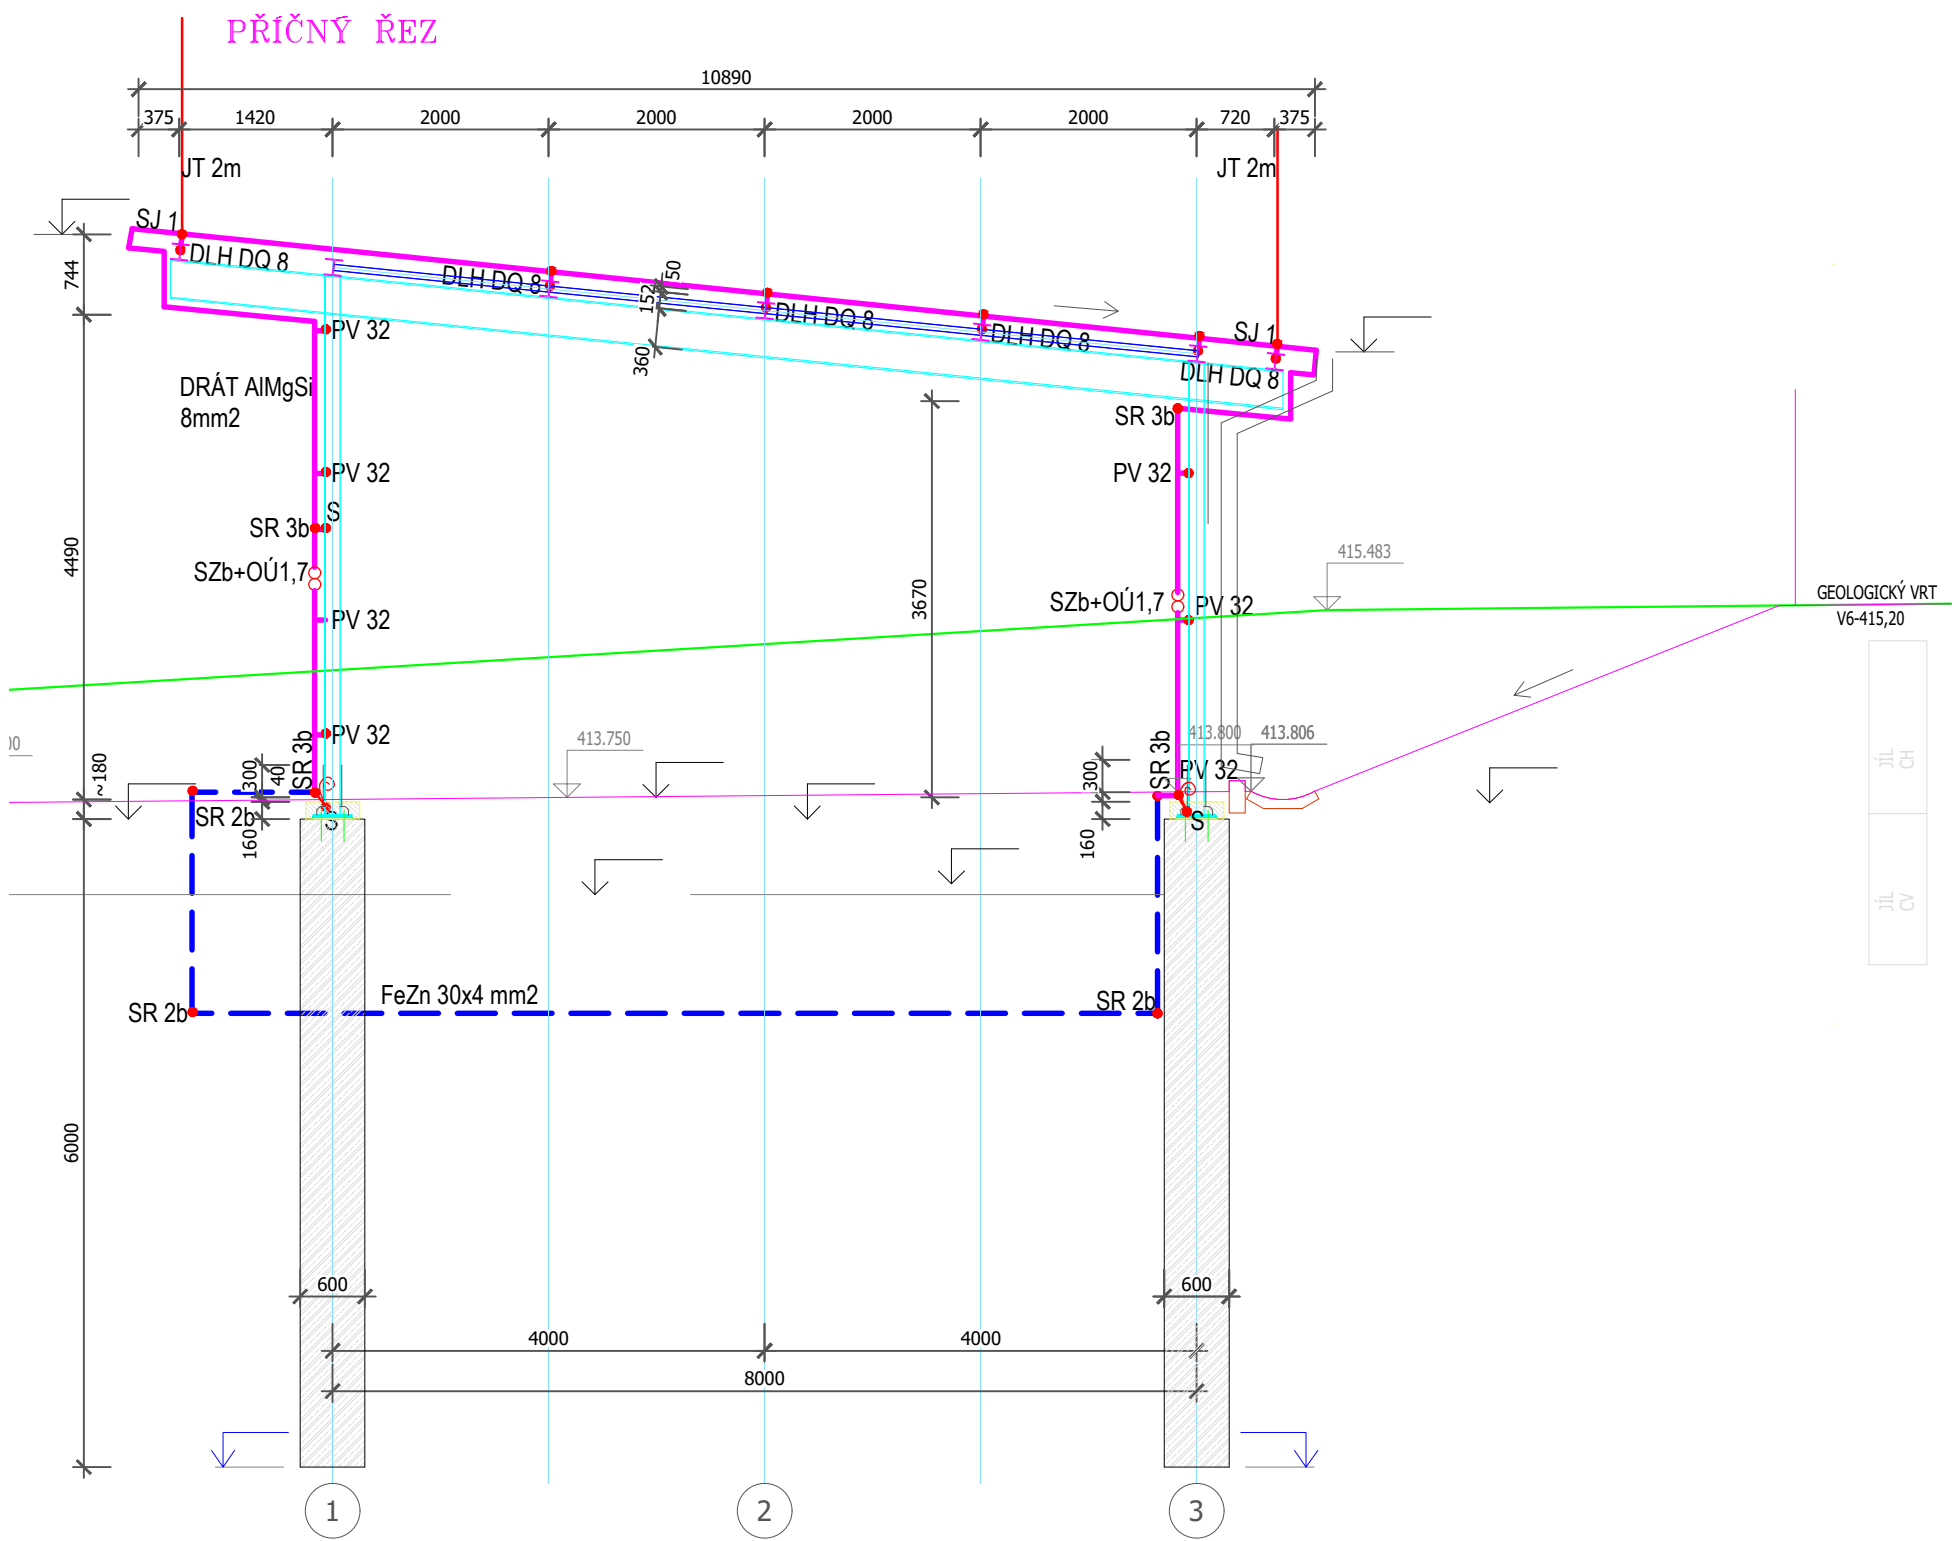 PŘÍČNÝ ŘEZ
10890
375
1420
2000
2000
2000
2000
720
375
JT 2m
JT 2m
SJ 1
DLH DQ 8
DLH DQ 8
50
152
360
DLH DQ 8
DLH DQ 8
SJ 1
DLH DQ 8
744
PV 32
DRÁT AlMgSi
8mm2
SR 3b
PV 32
PV 32
S
SR 3b
4490
SZb+OÚ1,7
PV 32
3670
SZb+OÚ1,7
PV 32
415.483
GEOLOGICKÝ VRT
V6-415,20
PV 32
SR 3b
413.750
413.800
413.806
SR 3b
PV 32
~180
300
40
160
300
160
SR 2b
S
S
JÍL
CH
JÍL
CV
FeZn 30x4 mm2
SR 2b
SR 2b
6000
600
600
4000
4000
8000
1
2
3